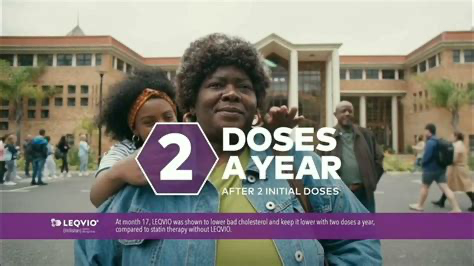 2
DOSES
A YEAR
AFTER 2 INITIAL DOSES
LEQVIO®
At month 17, LEQVIO was shown to lower bad cholesterol and keep it lower with two doses a year,
compared to statin therapy without LEQVIO.